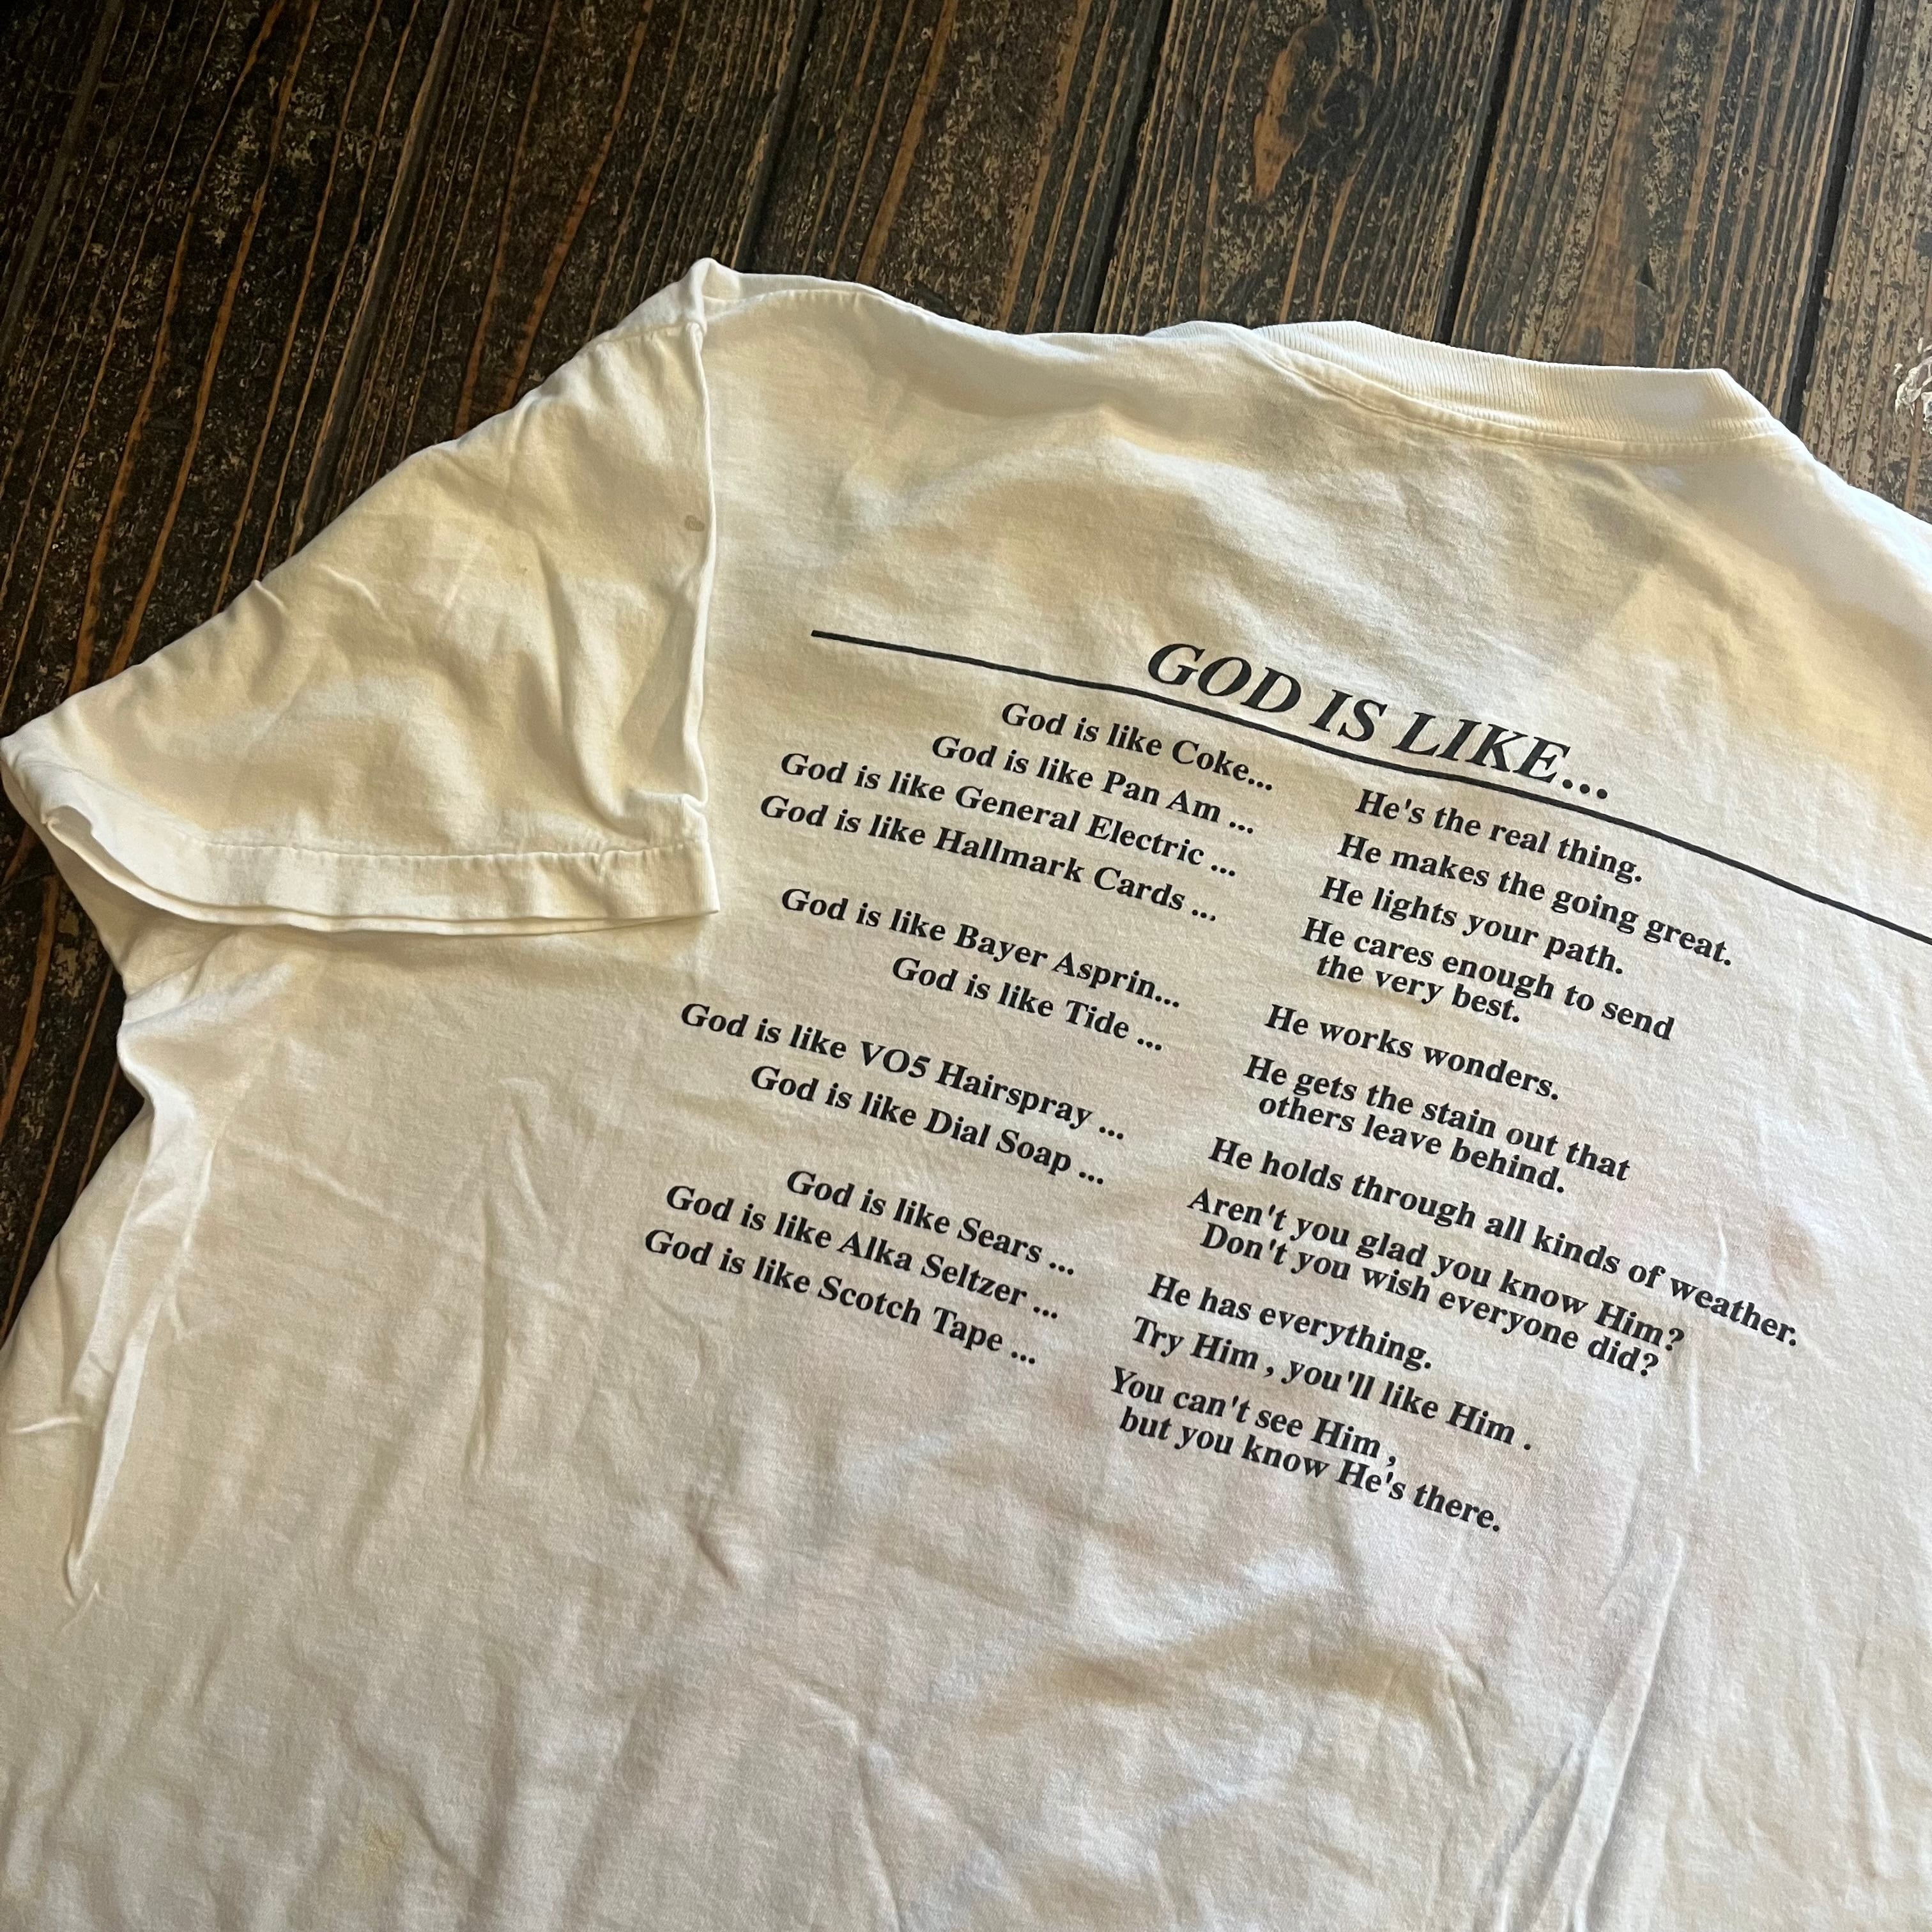 GOD IS LIKE...
God is like Coke... He's the real thing.
God is like Pan Am ... He makes the going great.
God is like General Electric ... He lights your path.
God is like Hallmark Cards ... He cares enough to send
the very best.
God is like Bayer Asprin... He works wonders.
God is like Tide ... He gets the stain out that
others leave behind.
God is like VO5 Hairspray ... He holds through all kinds of weather.
God is like Dial Soap ... Aren't you glad you know Him?
Don't you wish everyone did?
God is like Sears ... He has everything.
God is like Alka Seltzer ... Try Him , you'll like Him .
God is like Scotch Tape ... You can't see Him ,
but you know He's there.